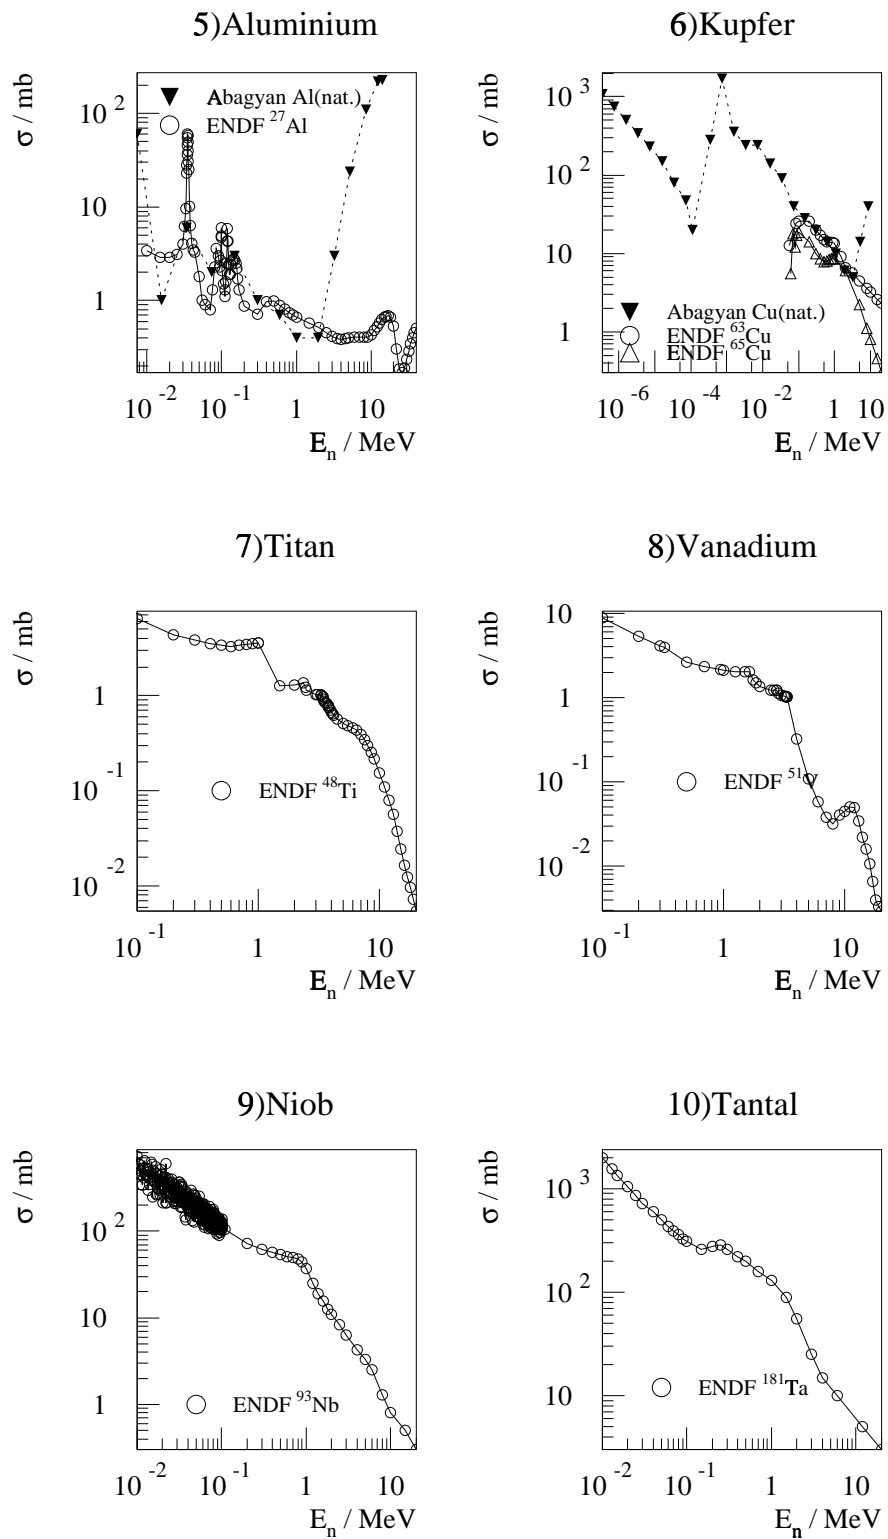 5)Aluminium
σ / mb
Abagyan Al(nat.)
ENDF ²⁷Al
10 ²
10
1
10 ⁻² 10 ⁻¹ 1 10
Eₙ / MeV
6)Kupfer
σ / mb
10 ³
10 ²
10
1
Abagyan Cu(nat.)
ENDF ⁶³Cu
ENDF ⁶⁵Cu
10 ⁻⁶ 10 ⁻⁴ 10 ⁻² 1 10
Eₙ / MeV
7)Titan
σ / mb
1
10 ⁻¹
10 ⁻²
ENDF ⁴⁸Ti
10 ⁻¹ 1 10
Eₙ / MeV
8)Vanadium
σ / mb
10
1
10 ⁻¹
10 ⁻²
ENDF ⁵¹V
10 ⁻¹ 1 10
Eₙ / MeV
9)Niob
σ / mb
10 ²
10
1
ENDF ⁹³Nb
10 ⁻² 10 ⁻¹ 1 10
Eₙ / MeV
10)Tantal
σ / mb
10 ³
10 ²
10
ENDF ¹⁸¹Ta
10 ⁻² 10 ⁻¹ 1 10
Eₙ / MeV